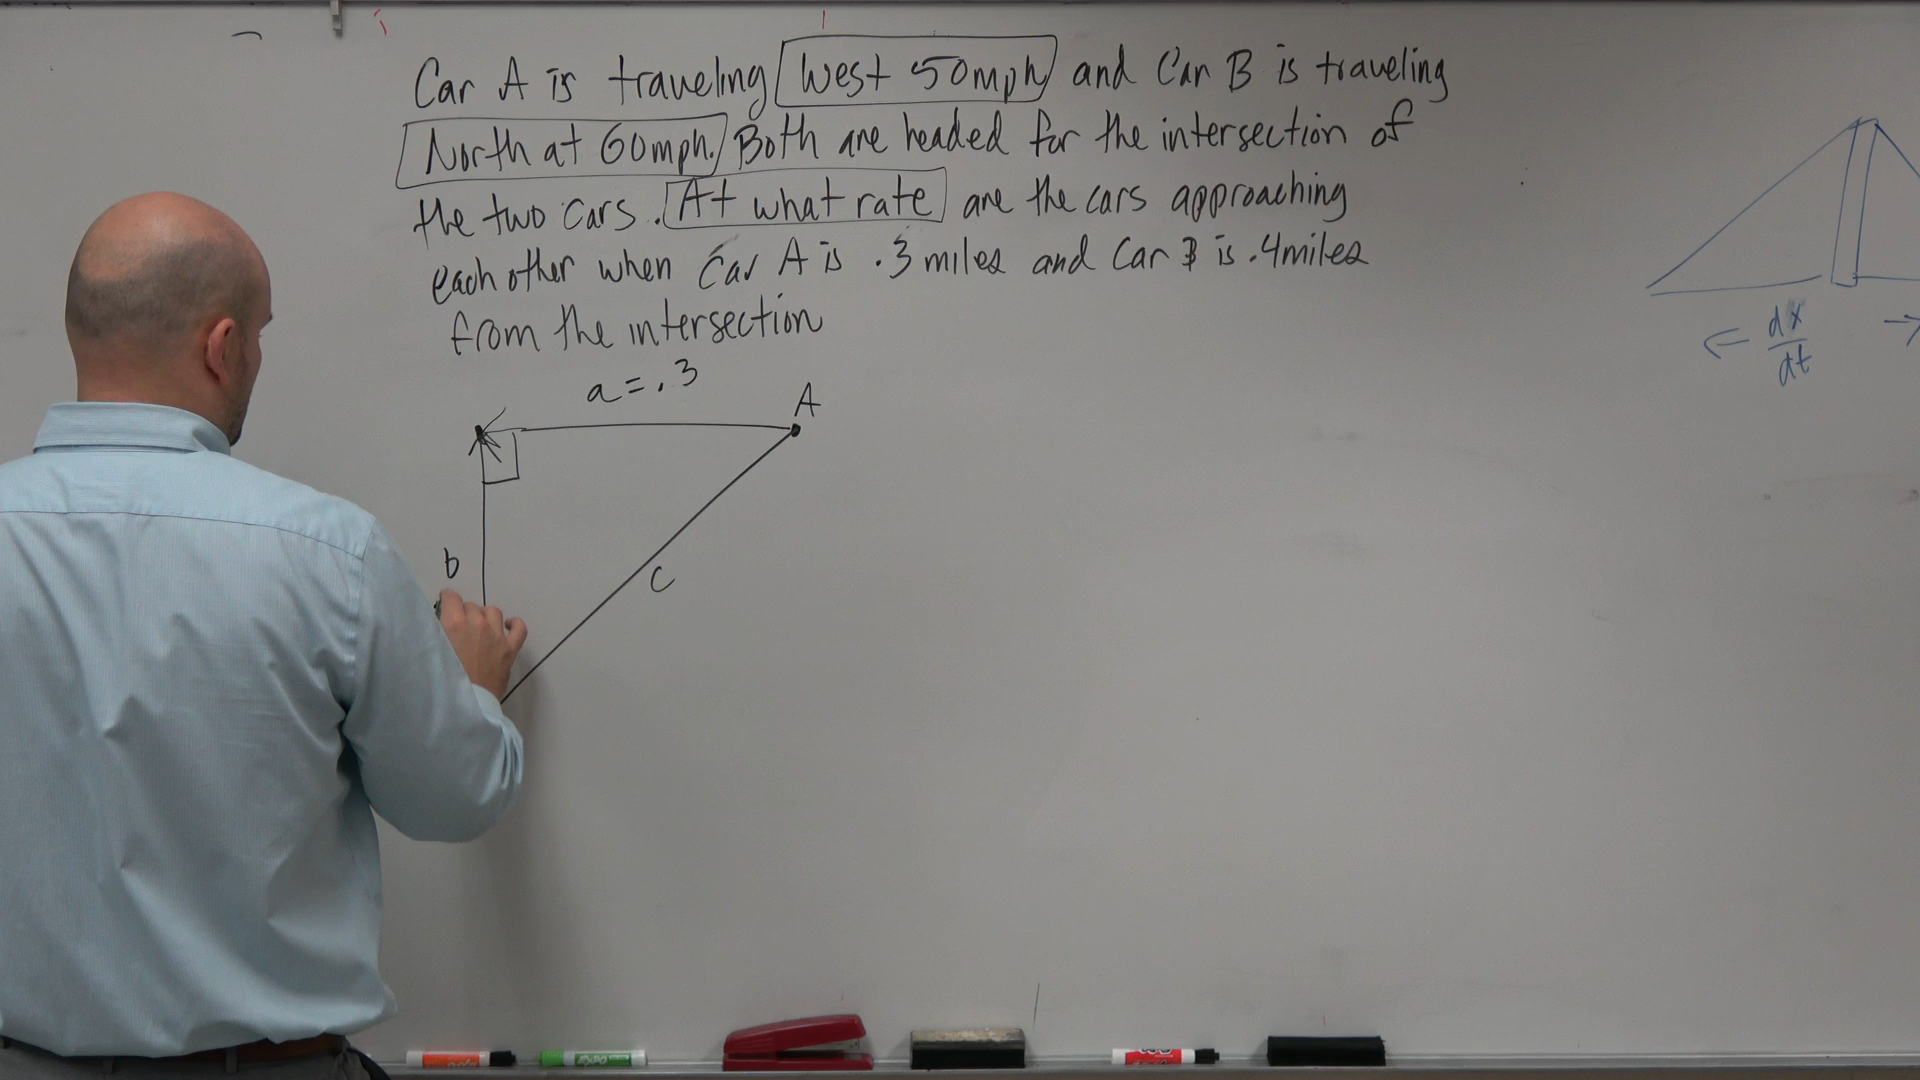 Car A is traveling West 50mph and Car B is traveling
North at 60mph. Both are headed for the intersection of
the two cars. At what rate are the cars approaching
each other when Car A is .3 miles and Car B is .4miles
from the intersection
a = .3
A
b
c
dx
dt